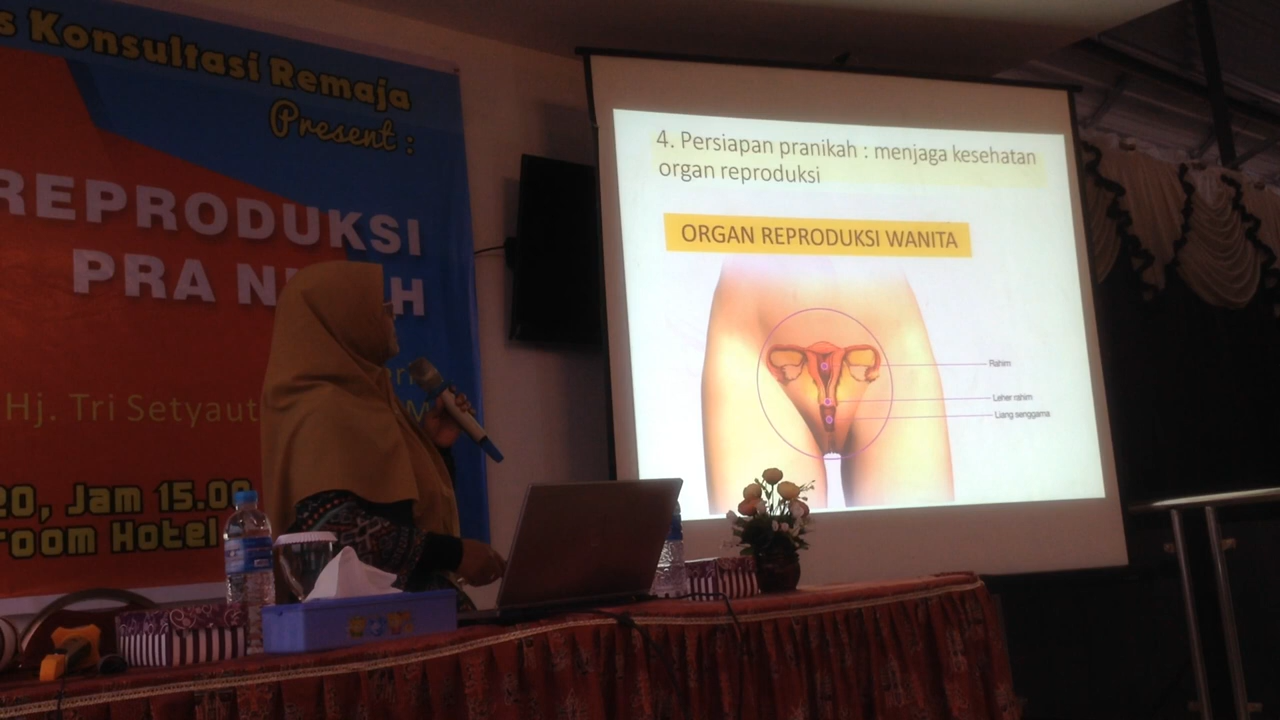 Konsultasi Remaja
Present :
REPRODUKSI
PRA
Hj. Tri
20, Jam 15.00
room Hotel
4. Persiapan pranikah : menjaga kesehatan
organ reproduksi
ORGAN REPRODUKSI WANITA
Rahim
Leher rahim
Liang senggama